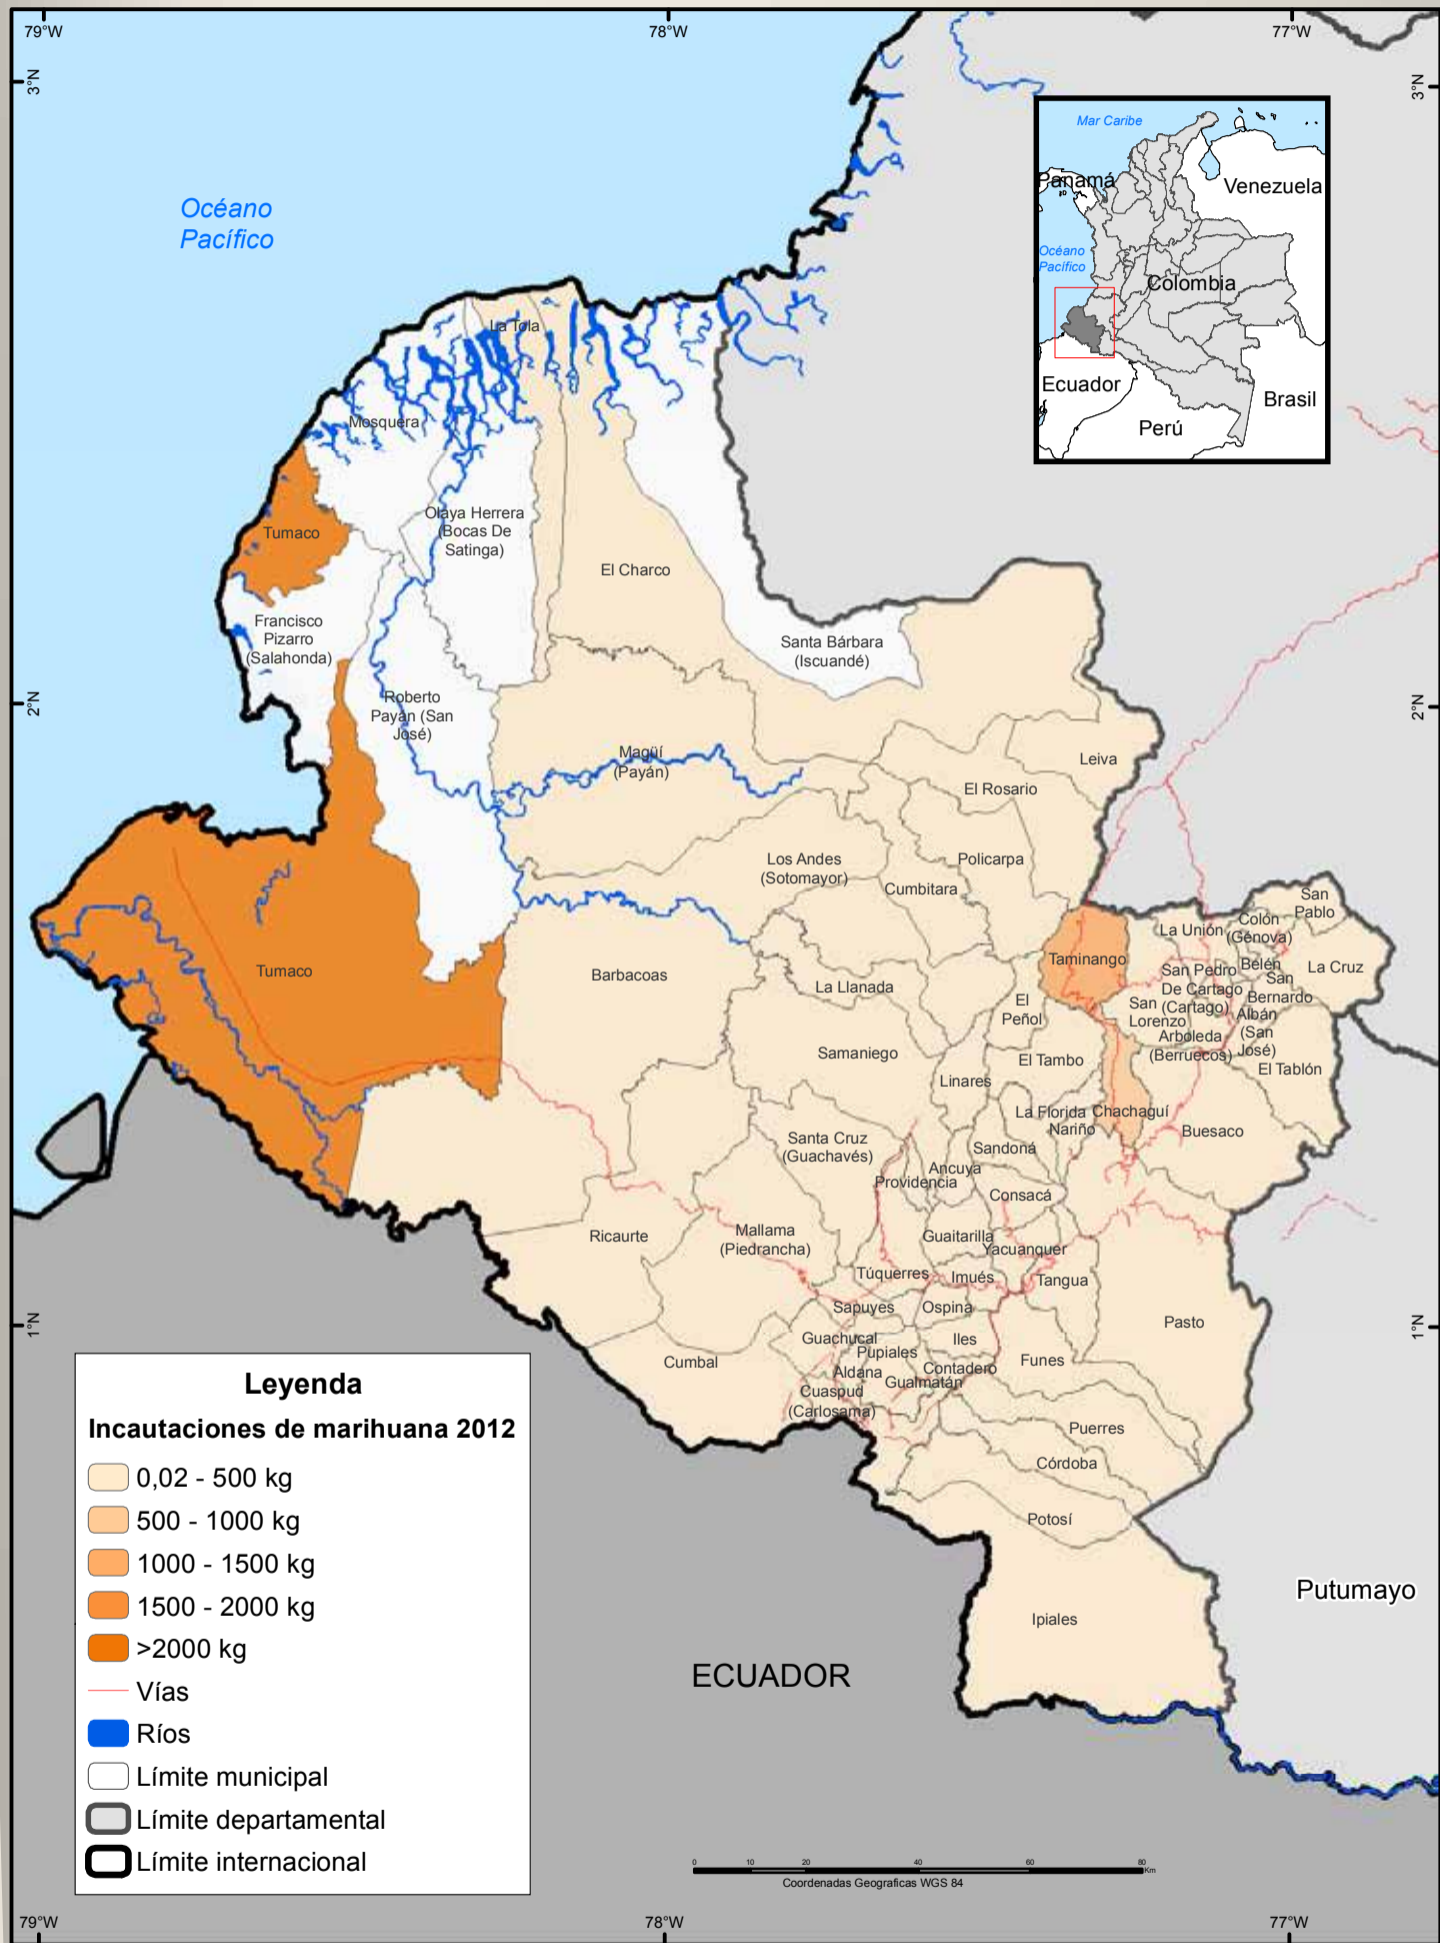 79°W
78°W
77°W
3°N
3°N
Mar Caribe
Panamá
Venezuela
Océano
Pacífico
Colombia
Ecuador
Brasil
Perú
Océano
Pacífico
La Tola
Mosquera
Olaya Herrera
(Bocas De
Satinga)
Tumaco
El Charco
Francisco
Pizarro
(Salahonda)
Santa Bárbara
(Iscuandé)
2°N
2°N
Roberto
Payán (San
José)
Magüí
(Payán)
Leiva
El Rosario
Los Andes
(Sotomayor)
Policarpa
Cumbitara
San
Pablo
Colón
(Génova)
La Unión
Taminango
Tumaco
Barbacoas
La Llanada
San Pedro
De Cartago
(Cartago)
Belén
La Cruz
San
Bernardo
El
Peñol
San
Lorenzo
Albán
(San
José)
Arboleda
(Berruecos)
Samaniego
El Tambo
El Tablón
Linares
La Florida
Chachaguí
Nariño
Buesaco
Santa Cruz
(Guachavés)
Sandoná
Ancuya
Providencia
Consacá
Ricaurte
Mallama
(Piedrancha)
Guaitarilla
Yacuanquer
Túquerres
Imués
Tangua
Sapuyes
Ospina
Pasto
1°N
1°N
Guachucal
Iles
Pupiales
Cumbal
Aldana
Contadero
Funes
Gualmatán
Cuaspud
(Carlosama)
Puerres
Córdoba
Potosí
Ipiales
Putumayo
ECUADOR
Leyenda
Incautaciones de marihuana 2012
0,02 - 500 kg
500 - 1000 kg
1000 - 1500 kg
1500 - 2000 kg
>2000 kg
Vías
Ríos
Límite municipal
Límite departamental
Límite internacional
0 10 20 40 60 80
Km
Coordenadas Geograficas WGS 84
79°W
78°W
77°W